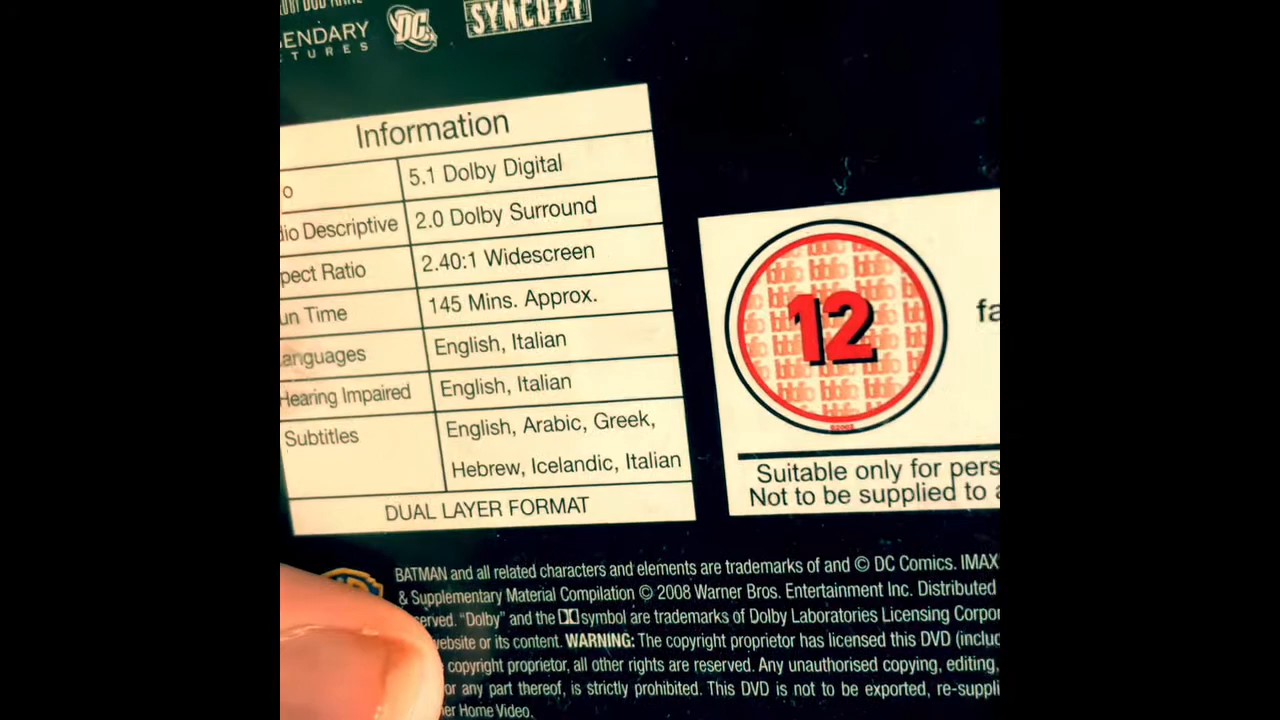 ENDARY
TURES
DC
SYNCOPY
Information
o
5.1 Dolby Digital
dio Descriptive
2.0 Dolby Surround
pect Ratio
2.40:1 Widescreen
un Time
145 Mins. Approx.
anguages
English, Italian
Hearing Impaired
English, Italian
Subtitles
English, Arabic, Greek,
Hebrew, Icelandic, Italian
DUAL LAYER FORMAT
12
fa
Suitable only for pers
Not to be supplied to a
BATMAN and all related characters and elements are trademarks of and © DC Comics. IMAX
& Supplementary Material Compilation © 2008 Warner Bros. Entertainment Inc. Distributed
served. "Dolby" and the symbol are trademarks of Dolby Laboratories Licensing Corpor
ebsite or its content. WARNING: The copyright proprietor has licensed this DVD (includ
copyright proprietor, all other rights are reserved. Any unauthorised copying, editing,
or any part thereof, is strictly prohibited. This DVD is not to be exported, re-suppli
er Home Video.